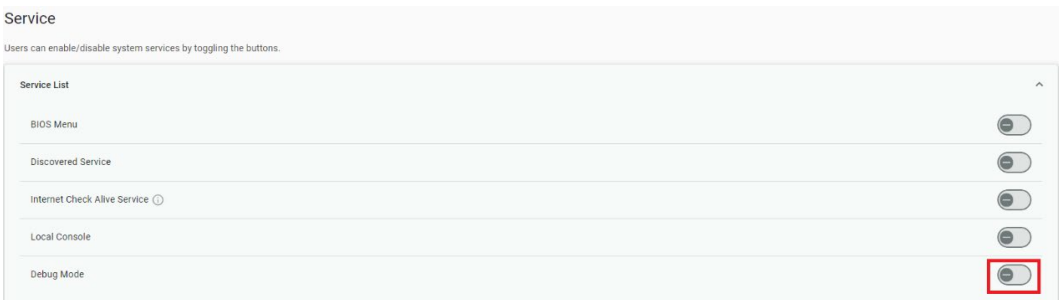 Service
Users can enable/disable system services by toggling the buttons.
Service List
BIOS Menu
Discovered Service
Internet Check Alive Service
Local Console
Debug Mode